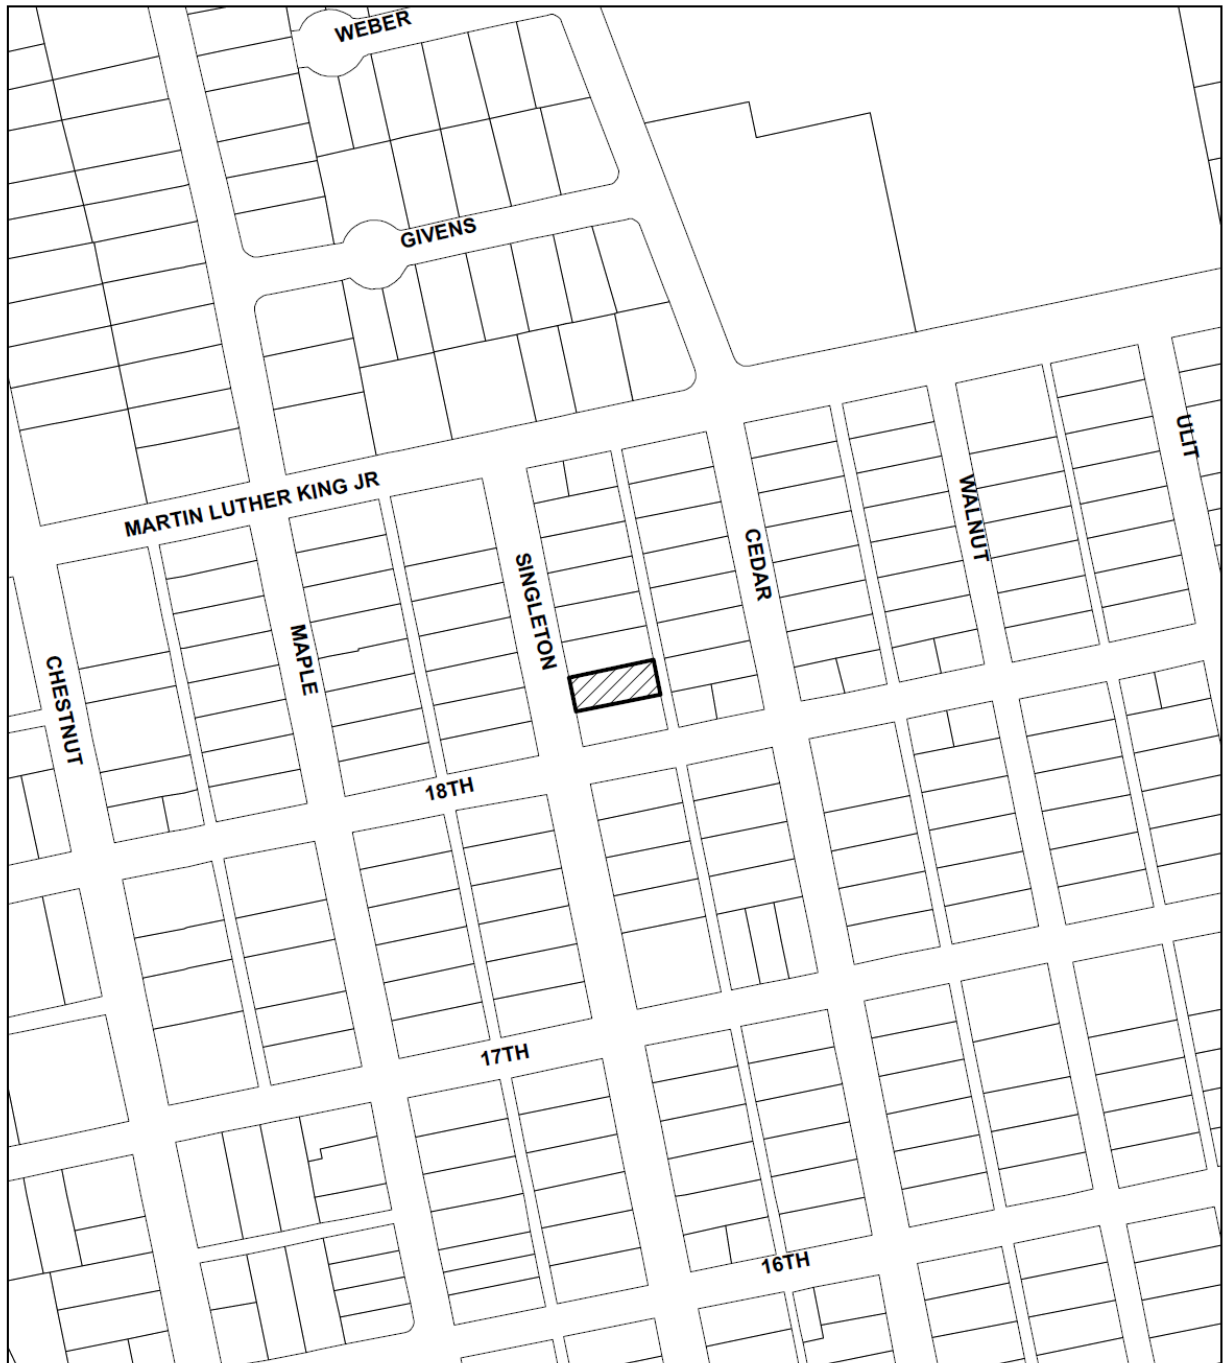 WEBER
GIVENS
MARTIN LUTHER KING JR
ULIT
WALNUT
CEDAR
SINGLETON
MAPLE
CHESTNUT
18TH
17TH
16TH